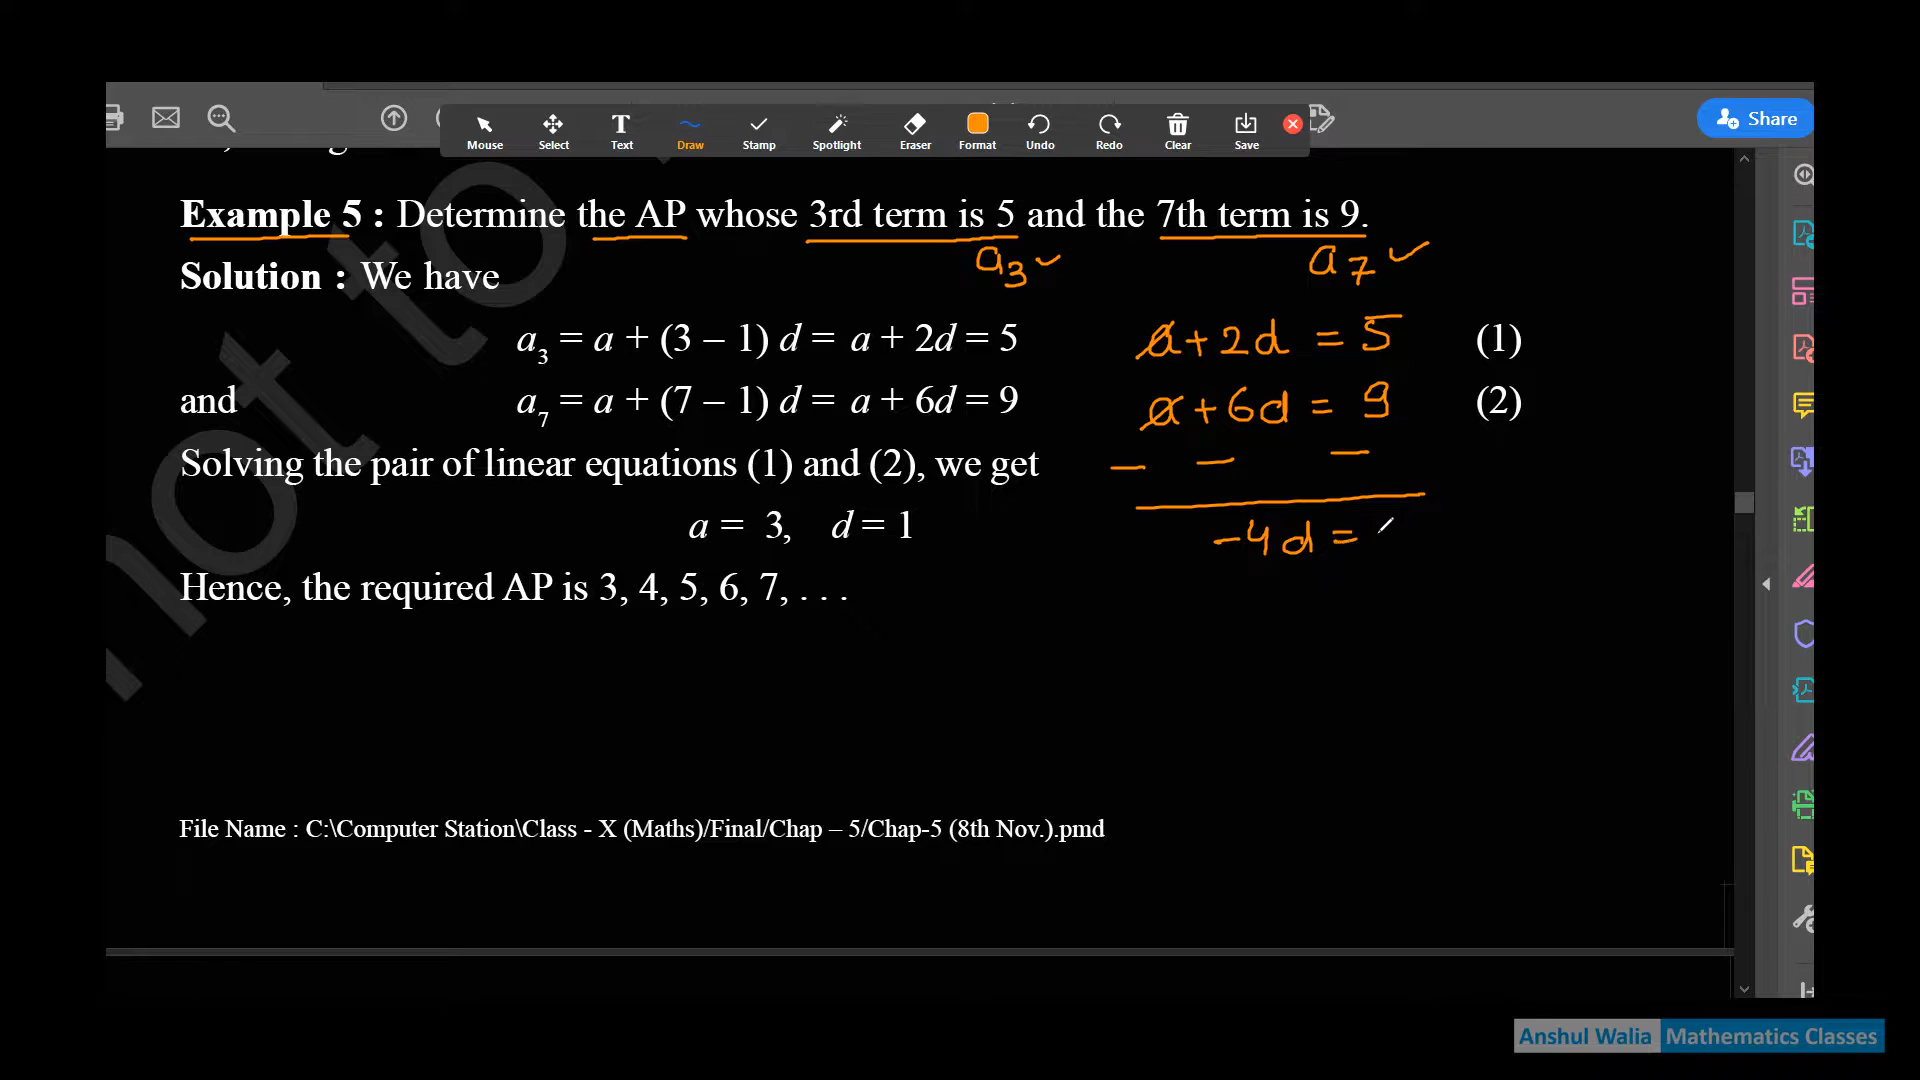 Share
Mouse Select Text Draw Stamp Spotlight Eraser Format Undo Redo Clear Save
Example 5 : Determine the AP whose 3rd term is 5 and the 7th term is 9.
a3 ✓ a7 ✓
Solution : We have
a3 = a + (3 – 1) d = a + 2d = 5 (1)
a+2d = 5
and a7 = a + (7 – 1) d = a + 6d = 9 (2)
a+6d = 9
Solving the pair of linear equations (1) and (2), we get
– – –
a = 3, d = 1
-4d =
Hence, the required AP is 3, 4, 5, 6, 7, . . .
not to
File Name : C:\Computer Station\Class - X (Maths)/Final/Chap – 5/Chap-5 (8th Nov.).pmd
Anshul Walia Mathematics Classes